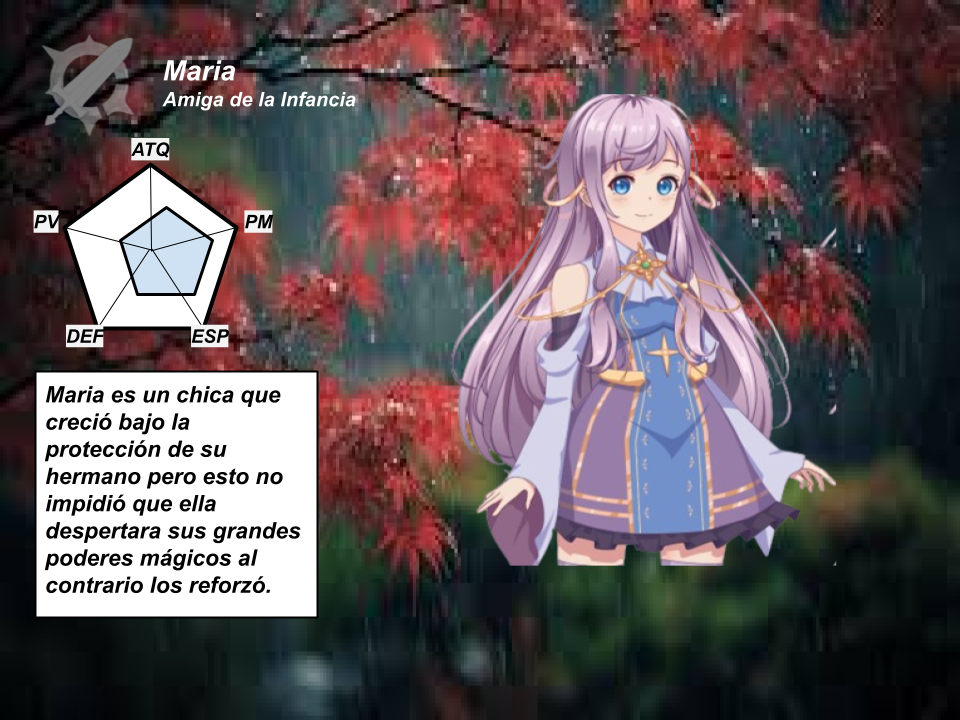 Maria
Amiga de la Infancia
ATQ
PV
PM
DEF
ESP
Maria es un chica que
creció bajo la
protección de su
hermano pero esto no
impidió que ella
despertara sus grandes
poderes mágicos al
contrario los reforzó.